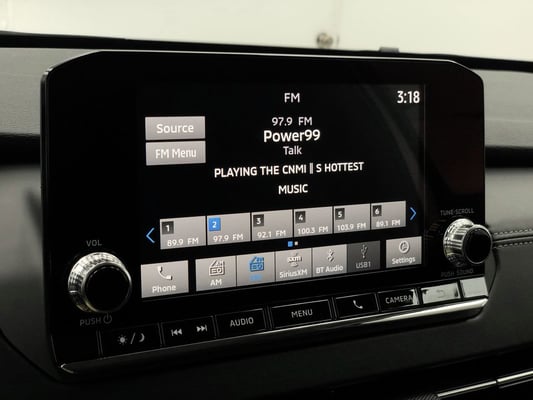 FM
3:18
97.9 FM
Source
Power99
FM Menu
Talk
PLAYING THE CNMI || S HOTTEST
MUSIC
1 2 3 4 5 6
89.9 FM 97.9 FM 92.1 FM 100.3 FM 103.9 FM 89.1 FM
TUNE·SCROLL
VOL
Phone AM FM SiriusXM BT Audio USB1 Settings
PUSH SOUND
PUSH
AUDIO MENU CAMERA